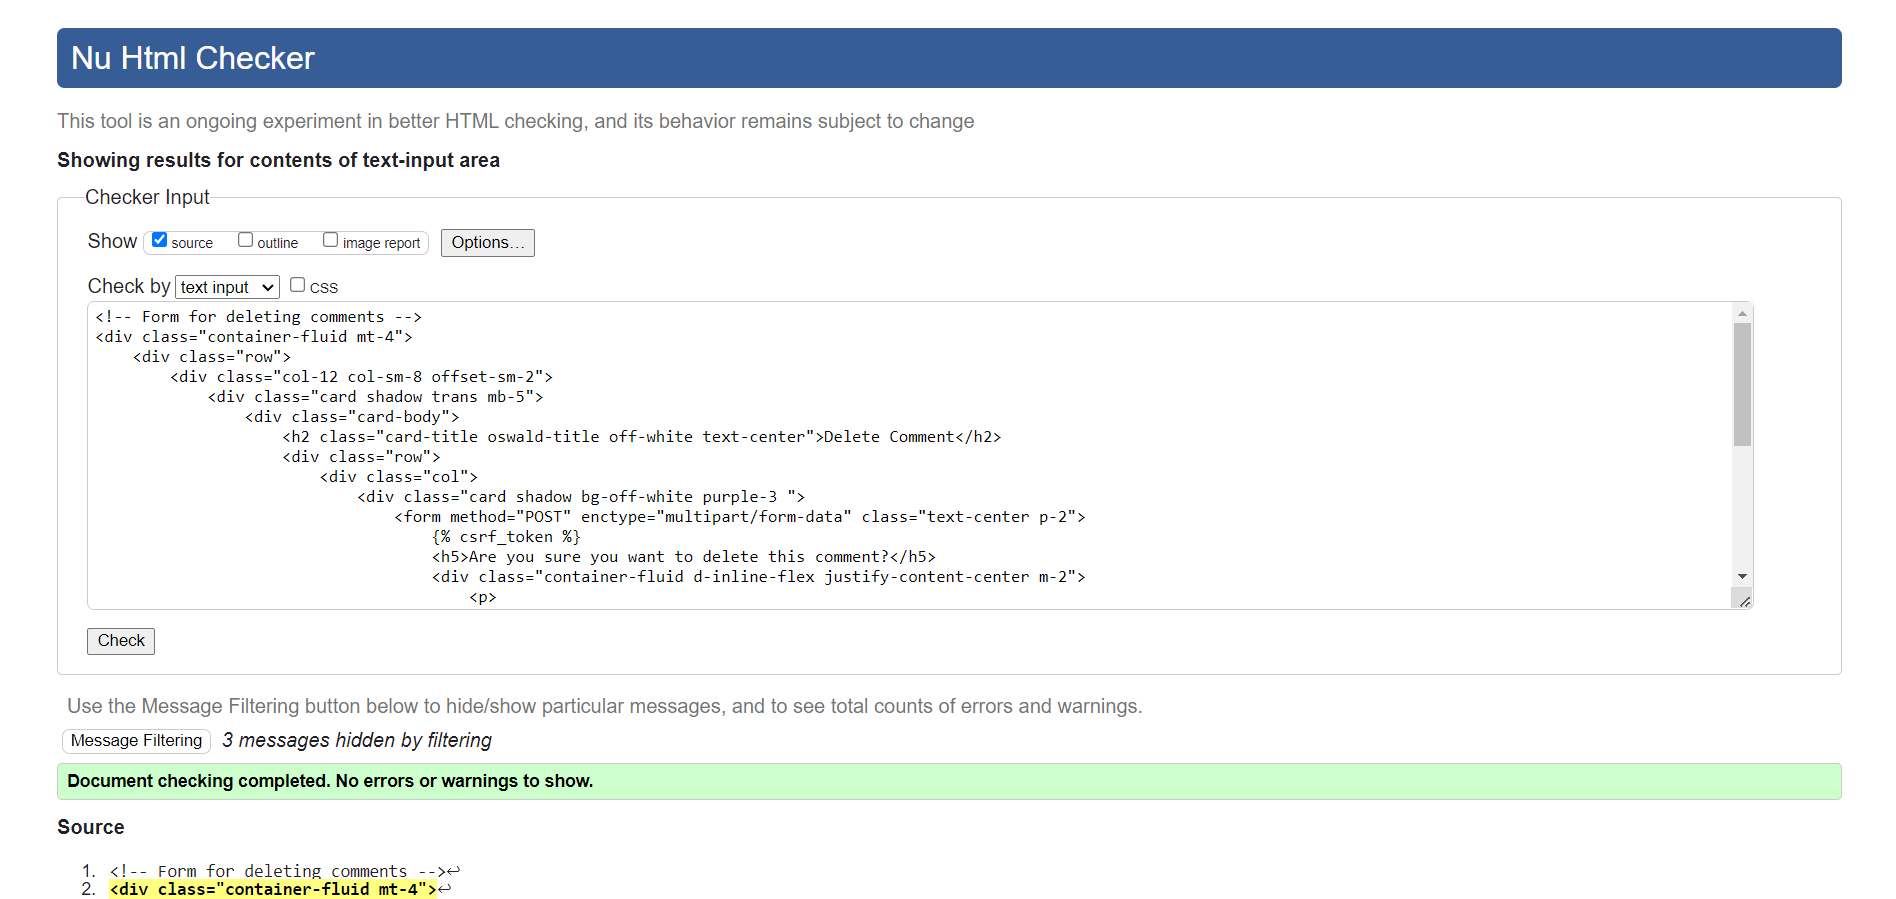 Nu Html Checker
This tool is an ongoing experiment in better HTML checking, and its behavior remains subject to change
Showing results for contents of text-input area
Checker Input
Show source outline image report Options...
Check by text input CSS
<!-- Form for deleting comments -->
<div class="container-fluid mt-4">
    <div class="row">
        <div class="col-12 col-sm-8 offset-sm-2">
            <div class="card shadow trans mb-5">
                <div class="card-body">
                    <h2 class="card-title oswald-title off-white text-center">Delete Comment</h2>
                    <div class="row">
                        <div class="col">
                            <div class="card shadow bg-off-white purple-3 ">
                                <form method="POST" enctype="multipart/form-data" class="text-center p-2">
                                    {% csrf_token %}
                                    <h5>Are you sure you want to delete this comment?</h5>
                                    <div class="container-fluid d-inline-flex justify-content-center m-2">
                                        <p>
Check
Use the Message Filtering button below to hide/show particular messages, and to see total counts of errors and warnings.
Message Filtering 3 messages hidden by filtering
Document checking completed. No errors or warnings to show.
Source
1. <!-- Form for deleting comments -->↩
2. <div class="container-fluid mt-4">↩